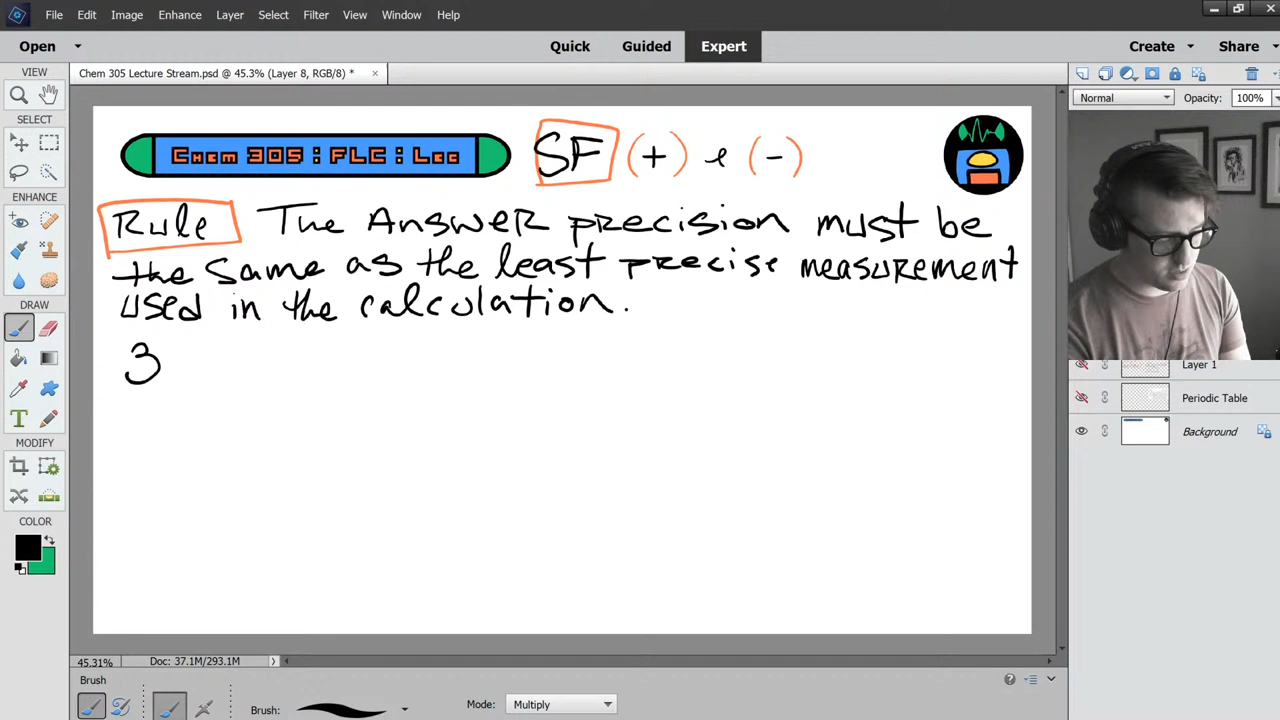 File Edit Image Layer Select Filter View Window Help
Open Quick Guided Expert Create Share
VIEW Chem 305 Lecture Stream.psd @ 45.3% (Layer 8, RGB/8) *
Normal Opacity: 100%
SELECT
ENHANCE
DRAW
MODIFY
COLOR
Chem 305 : FLC : Lec SF (+) e (-)
Rule The Answer precision must be
the same as the least precise measurement
used in the calculation.
3
Layer 1
Periodic Table
Background
45.31% Doc: 37.1M/293.1M
Brush
Brush: Mode: Multiply